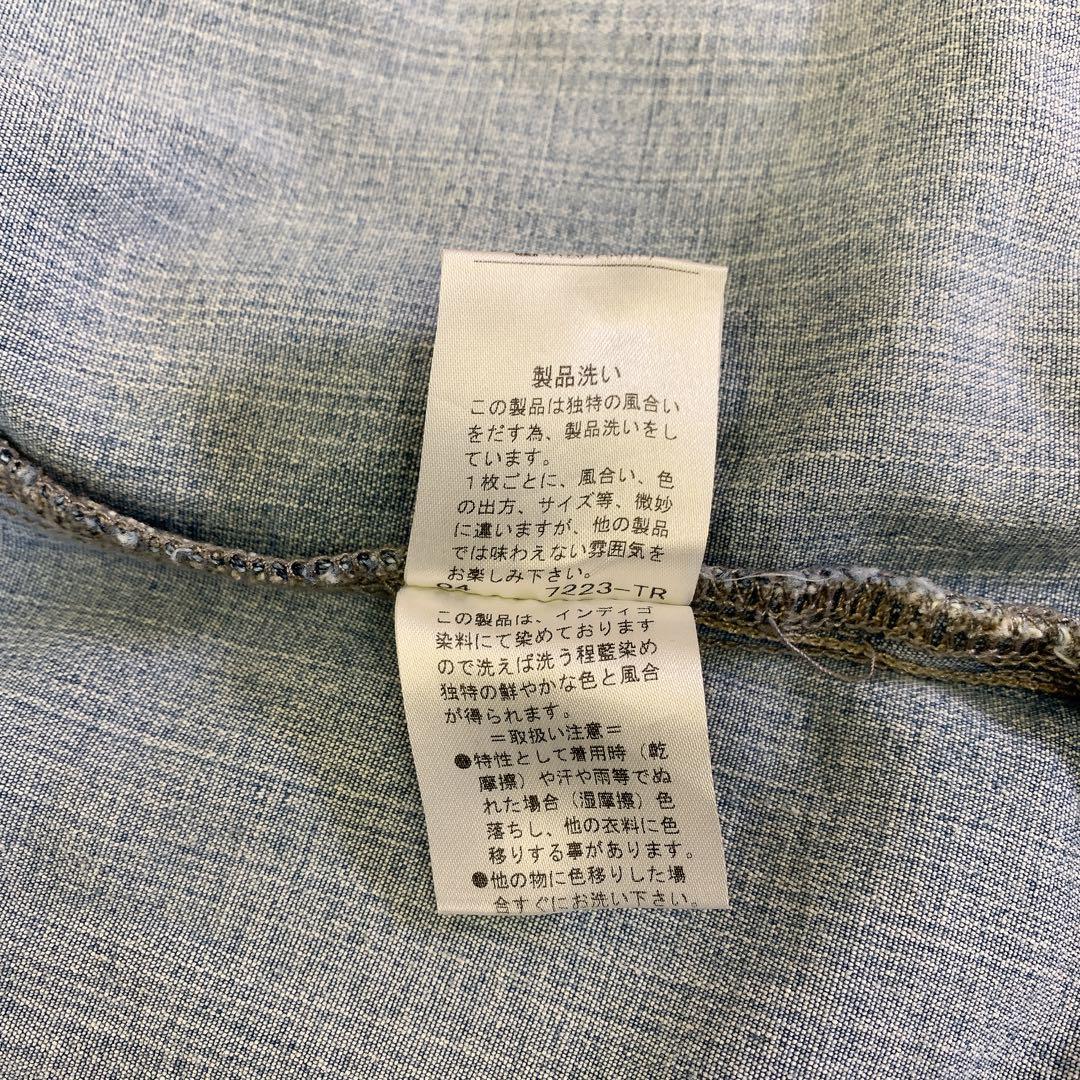 製品洗い
この製品は独特の風合い
をだす為、製品洗いをし
ています。
1枚ごとに、風合い、色
の出方、サイズ等、微妙
に違いますが、他の製品
では味わえない雰囲気を
お楽しみ下さい。
94 7223-TR
この製品は、インディゴ
染料にて染めております
ので洗えば洗う程藍染め
独特の鮮やかな色と風合
が得られます。
=取扱い注意=
●特性として着用時(乾
摩擦)や汗や雨等でぬ
れた場合(湿摩擦)色
落ちし、他の衣料に色
移りする事があります。
●他の物に色移りした場
合すぐにお洗い下さい。